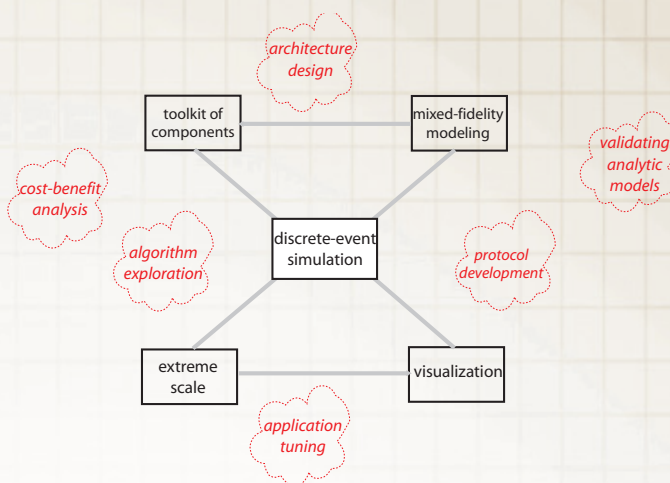 architecture
design
toolkit of
components
mixed-fidelity
modeling
validating
analytic
models
cost-benefit
analysis
algorithm
exploration
discrete-event
simulation
protocol
development
extreme
scale
visualization
application
tuning